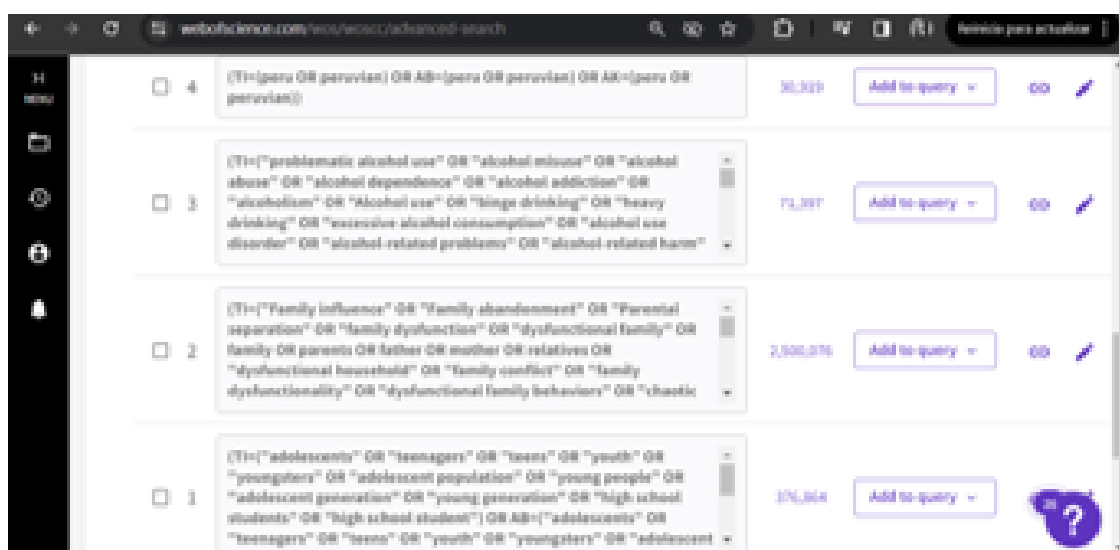 webofscience.com/wos/woscc/advanced-search
Reinicie para actualizar
MENU
4
(TI=(peru OR peruvian) OR AB=(peru OR peruvian) OR AK=(peru OR
peruvian))
30,929
Add to query
3
(TI=("problematic alcohol use" OR "alcohol misuse" OR "alcohol
abuse" OR "alcohol dependence" OR "alcohol addiction" OR
"alcoholism" OR "Alcohol use" OR "binge drinking" OR "heavy
drinking" OR "excessive alcohol consumption" OR "alcohol use
disorder" OR "alcohol-related problems" OR "alcohol-related harm"
Add to query
2
(TI=("Family influence" OR "Family abandonment" OR "Parental
separation" OR "family dysfunction" OR "dysfunctional family" OR
family OR parents OR father OR mother OR relatives OR
"dysfunctional household" OR "family conflict" OR "family
dysfunctionality" OR "dysfunctional family behaviors" OR "chaotic
2,500,076
Add to query
1
(TI=("adolescents" OR "teenagers" OR "teens" OR "youth" OR
"youngsters" OR "adolescent population" OR "young people" OR
"adolescent generation" OR "young generation" OR "high school
students" OR "high school student") OR AB=("adolescents" OR
"teenagers" OR "teens" OR "youth" OR "youngsters" OR "adolescent
376,864
Add to query
?